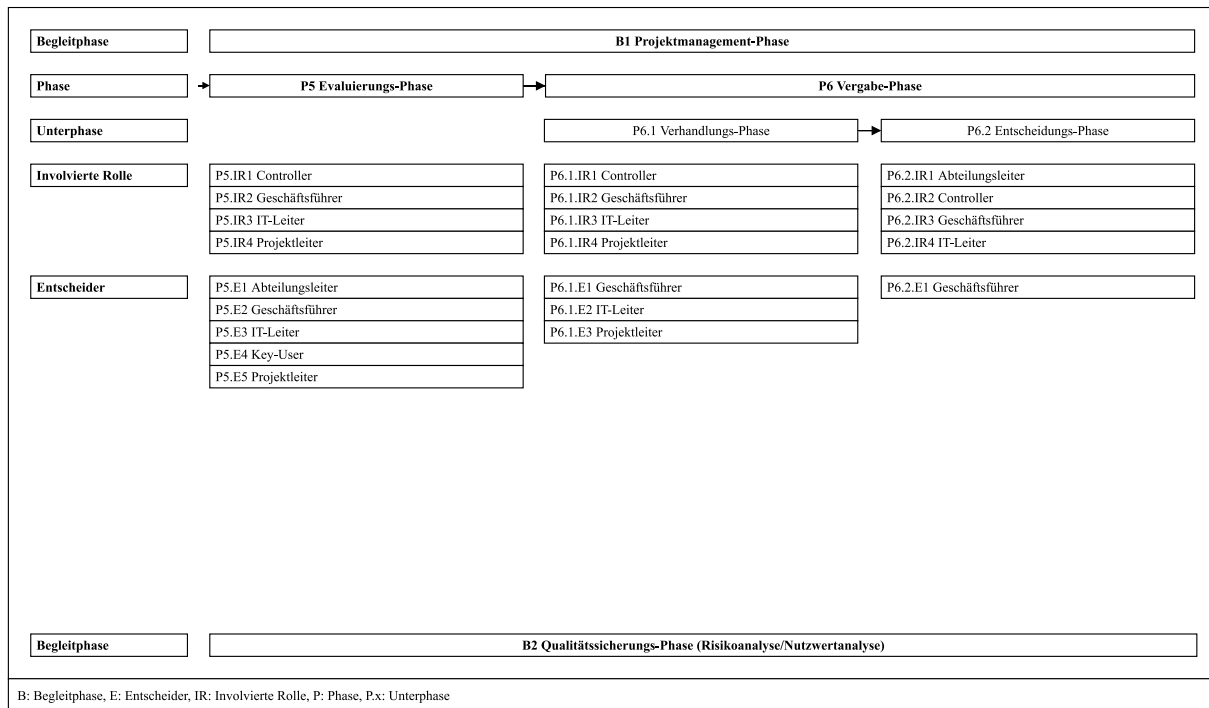 Begleitphase
B1 Projektmanagement-Phase
Phase
P5 Evaluierungs-Phase
P6 Vergabe-Phase
Unterphase
P6.1 Verhandlungs-Phase
P6.2 Entscheidungs-Phase
Involvierte Rolle
P5.IR1 Controller
P5.IR2 Geschäftsführer
P5.IR3 IT-Leiter
P5.IR4 Projektleiter
P6.1.IR1 Controller
P6.1.IR2 Geschäftsführer
P6.1.IR3 IT-Leiter
P6.1.IR4 Projektleiter
P6.2.IR1 Abteilungsleiter
P6.2.IR2 Controller
P6.2.IR3 Geschäftsführer
P6.2.IR4 IT-Leiter
Entscheider
P5.E1 Abteilungsleiter
P5.E2 Geschäftsführer
P5.E3 IT-Leiter
P5.E4 Key-User
P5.E5 Projektleiter
P6.1.E1 Geschäftsführer
P6.1.E2 IT-Leiter
P6.1.E3 Projektleiter
P6.2.E1 Geschäftsführer
Begleitphase
B2 Qualitätssicherungs-Phase (Risikoanalyse/Nutzwertanalyse)
B: Begleitphase, E: Entscheider, IR: Involvierte Rolle, P: Phase, P.x: Unterphase